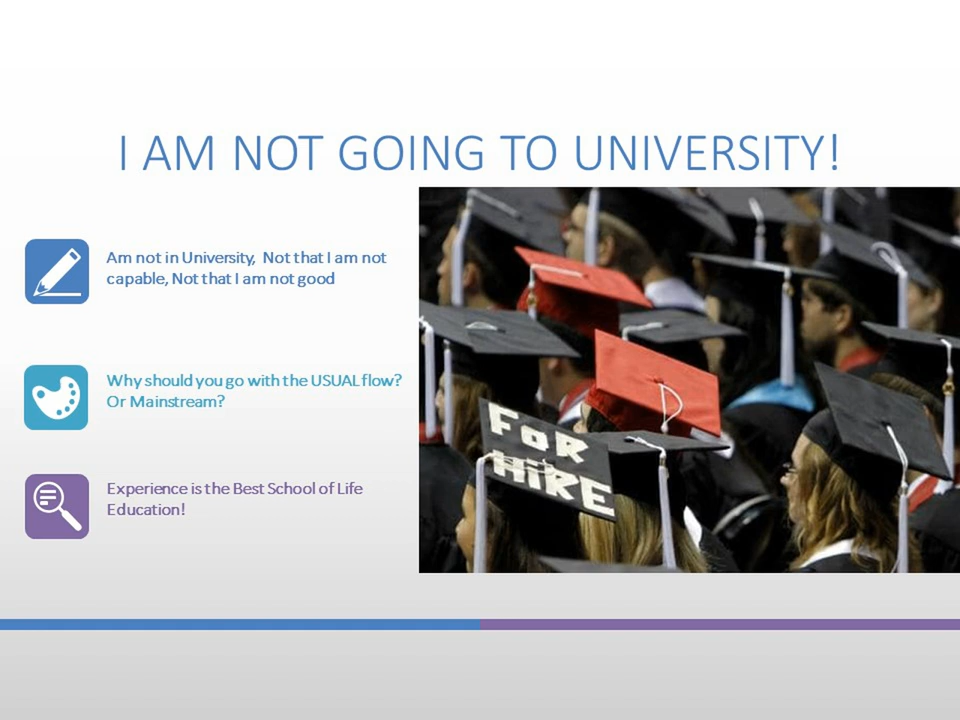 I AM NOT GOING TO UNIVERSITY!
Am not in University, Not that I am not
capable, Not that I am not good
Why should you go with the USUAL flow?
Or Mainstream?
Experience is the Best School of Life
Education!
FoR
HiRE